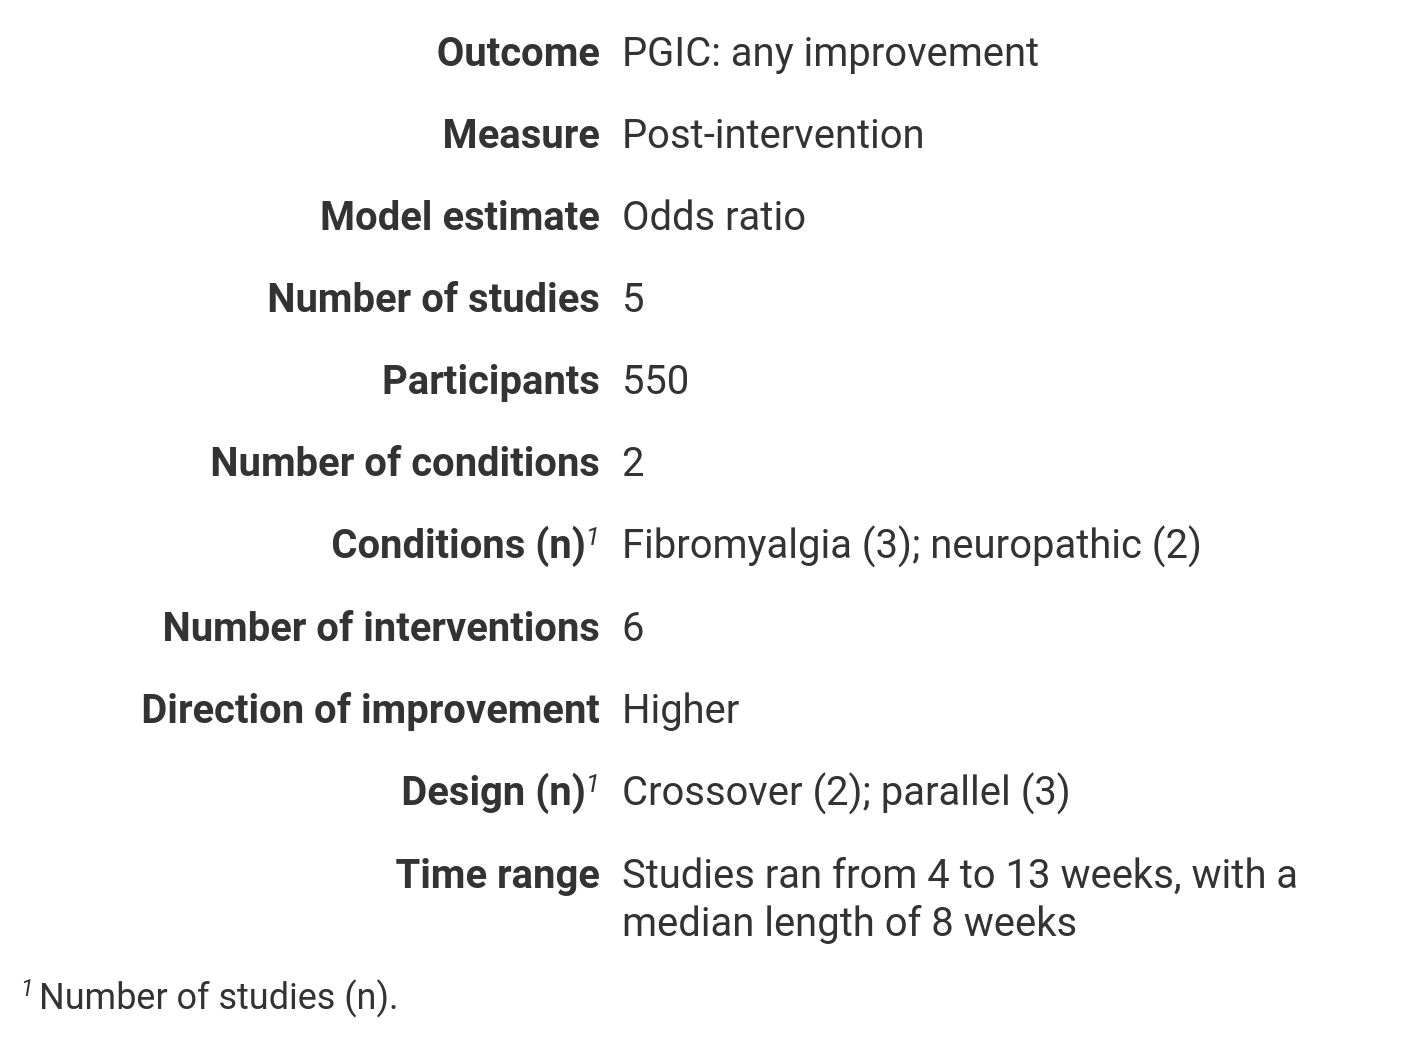 Outcome PGIC: any improvement
Measure Post-intervention
Model estimate Odds ratio
Number of studies 5
Participants 550
Number of conditions 2
Conditions (n)¹ Fibromyalgia (3); neuropathic (2)
Number of interventions 6
Direction of improvement Higher
Design (n)¹ Crossover (2); parallel (3)
Time range Studies ran from 4 to 13 weeks, with a
median length of 8 weeks
¹ Number of studies (n).